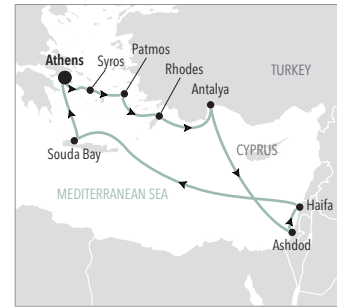 Athens
Syros
Patmos
Rhodes
Antalya
TURKEY
CYPRUS
Souda Bay
MEDITERRANEAN SEA
Haifa
Ashdod